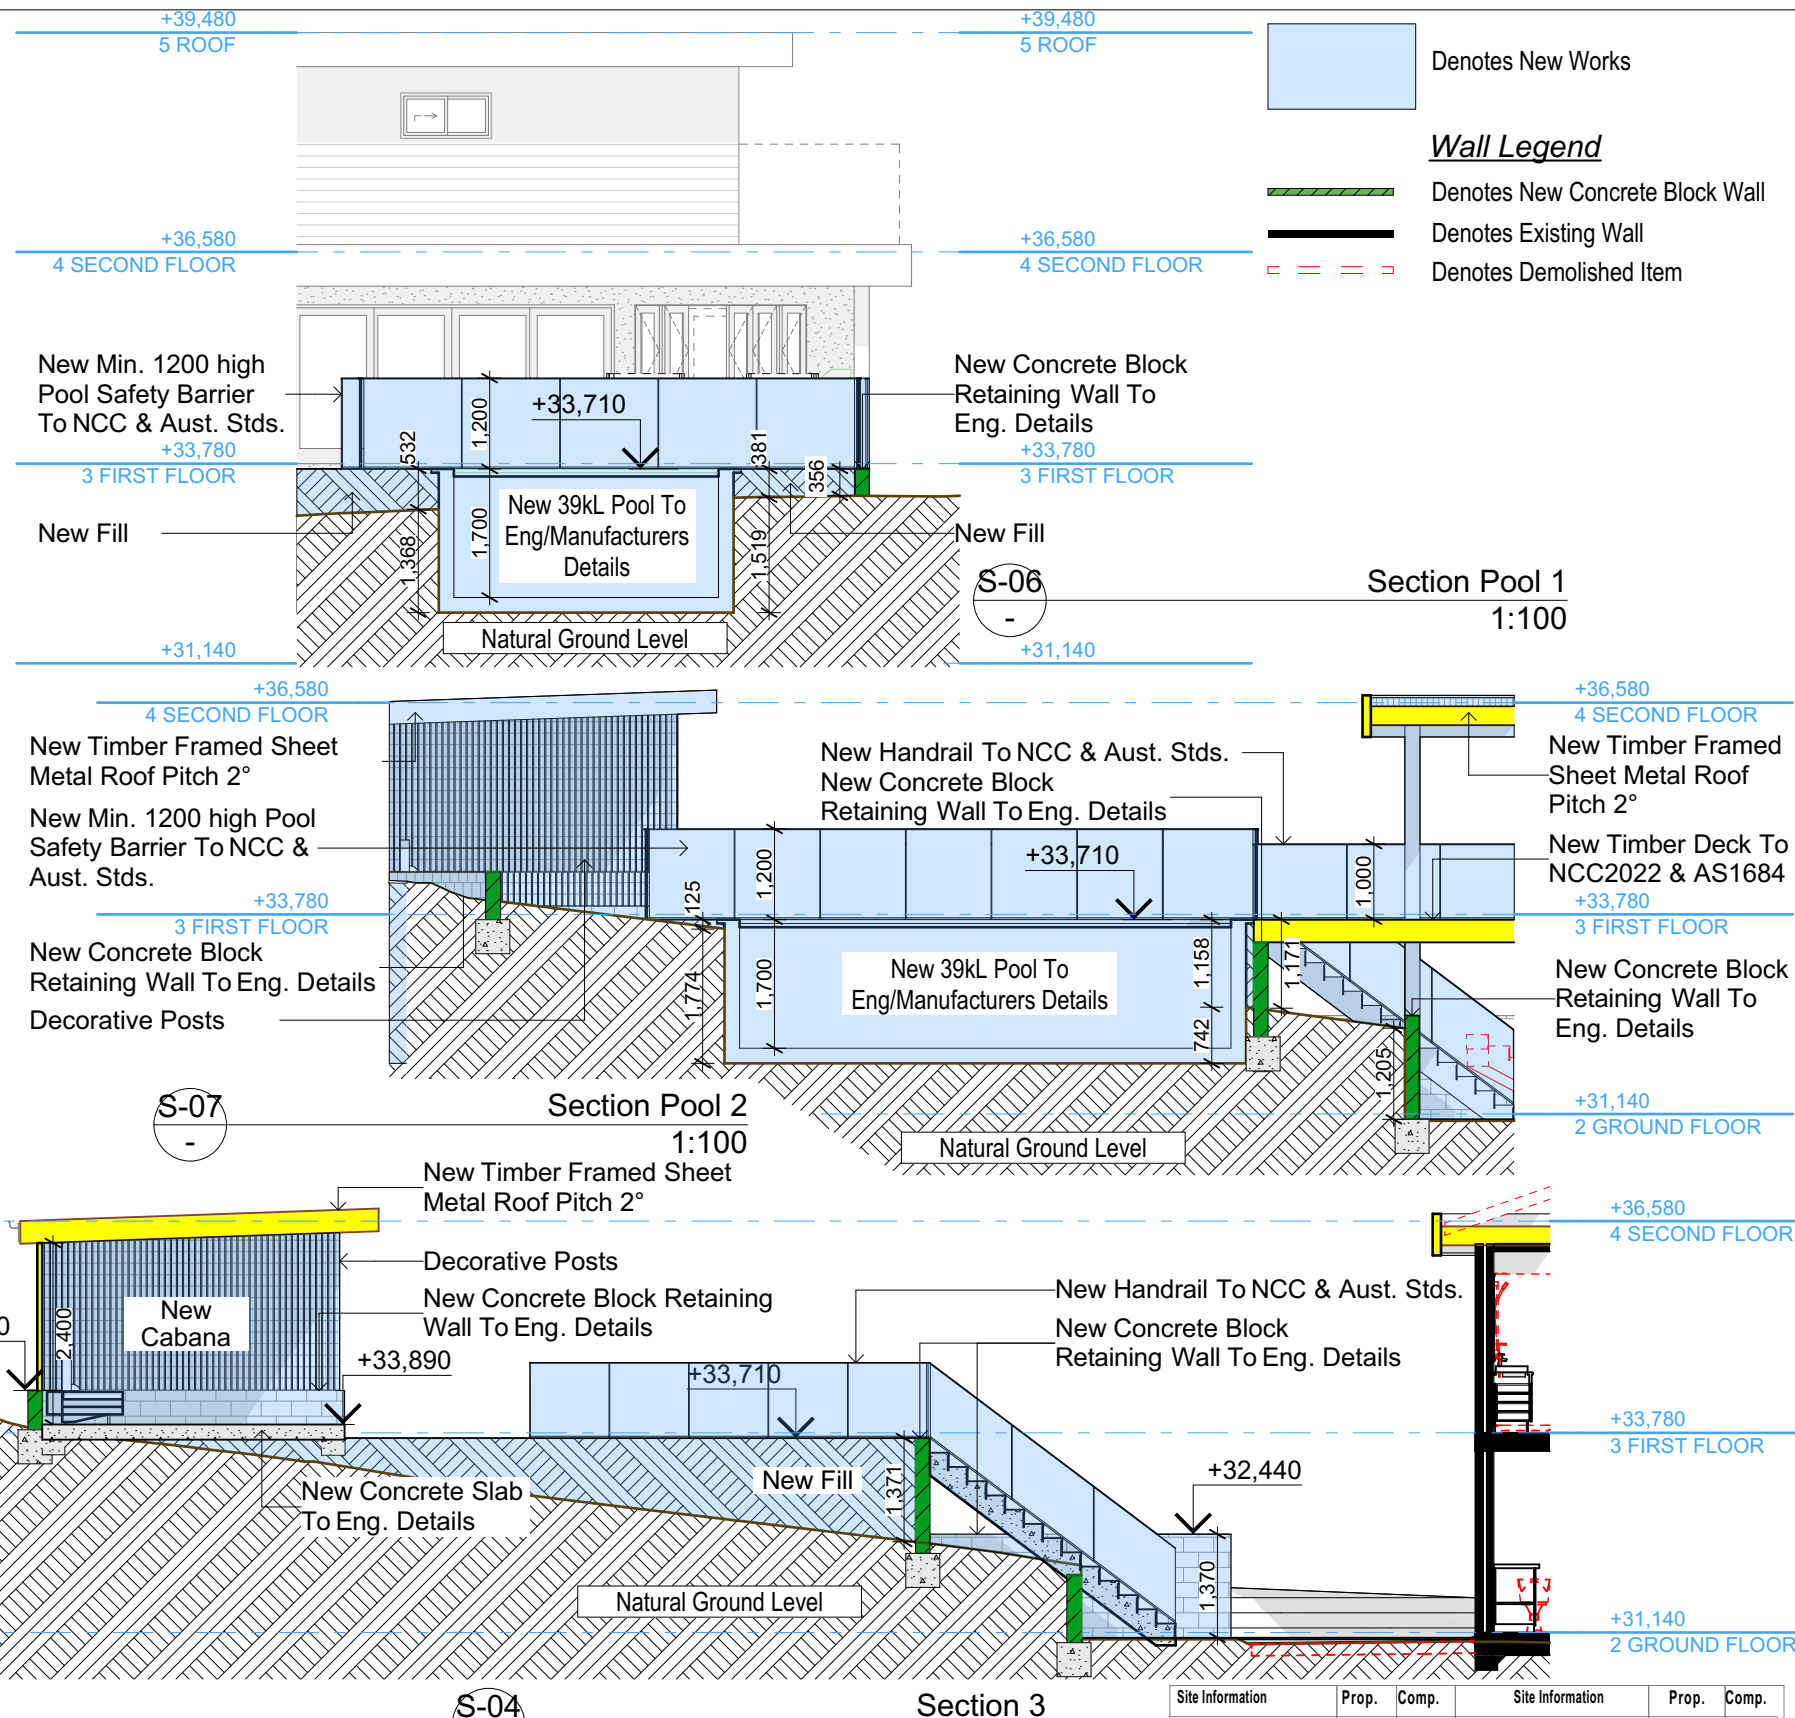 +39,480
5 ROOF
+39,480
5 ROOF
Denotes New Works
Wall Legend
Denotes New Concrete Block Wall
Denotes Existing Wall
Denotes Demolished Item
+36,580
4 SECOND FLOOR
+36,580
4 SECOND FLOOR
New Min. 1200 high
Pool Safety Barrier
To NCC & Aust. Stds.
+33,780
3 FIRST FLOOR
New Fill
532
1,200
+33,710
381
356
1,368
1,700
1,519
New 39kL Pool To
Eng/Manufacturers
Details
New Concrete Block
Retaining Wall To
Eng. Details
+33,780
3 FIRST FLOOR
New Fill
S-06
-
Section Pool 1
1:100
Natural Ground Level
+31,140
+31,140
+36,580
4 SECOND FLOOR
New Timber Framed Sheet
Metal Roof Pitch 2°
New Min. 1200 high Pool
Safety Barrier To NCC &
Aust. Stds.
+33,780
3 FIRST FLOOR
New Concrete Block
Retaining Wall To Eng. Details
Decorative Posts
New Handrail To NCC & Aust. Stds.
New Concrete Block
Retaining Wall To Eng. Details
+33,710
1,200
125
1,774
1,700
New 39kL Pool To
Eng/Manufacturers Details
1,158
742
1,171
1,000
1,205
+36,580
4 SECOND FLOOR
New Timber Framed
Sheet Metal Roof
Pitch 2°
New Timber Deck To
NCC2022 & AS1684
+33,780
3 FIRST FLOOR
New Concrete Block
Retaining Wall To
Eng. Details
+31,140
2 GROUND FLOOR
S-07
-
Section Pool 2
1:100
Natural Ground Level
New Timber Framed Sheet
Metal Roof Pitch 2°
Decorative Posts
New Concrete Block Retaining
Wall To Eng. Details
0
2,400
New
Cabana
+33,890
+33,710
New Handrail To NCC & Aust. Stds.
New Concrete Block
Retaining Wall To Eng. Details
+36,580
4 SECOND FLOOR
+33,780
3 FIRST FLOOR
New Concrete Slab
To Eng. Details
New Fill
1,371
+32,440
1,370
Natural Ground Level
+31,140
2 GROUND FLOOR
S-04
Section 3
Site Information Prop. Comp. Site Information Prop. Comp.